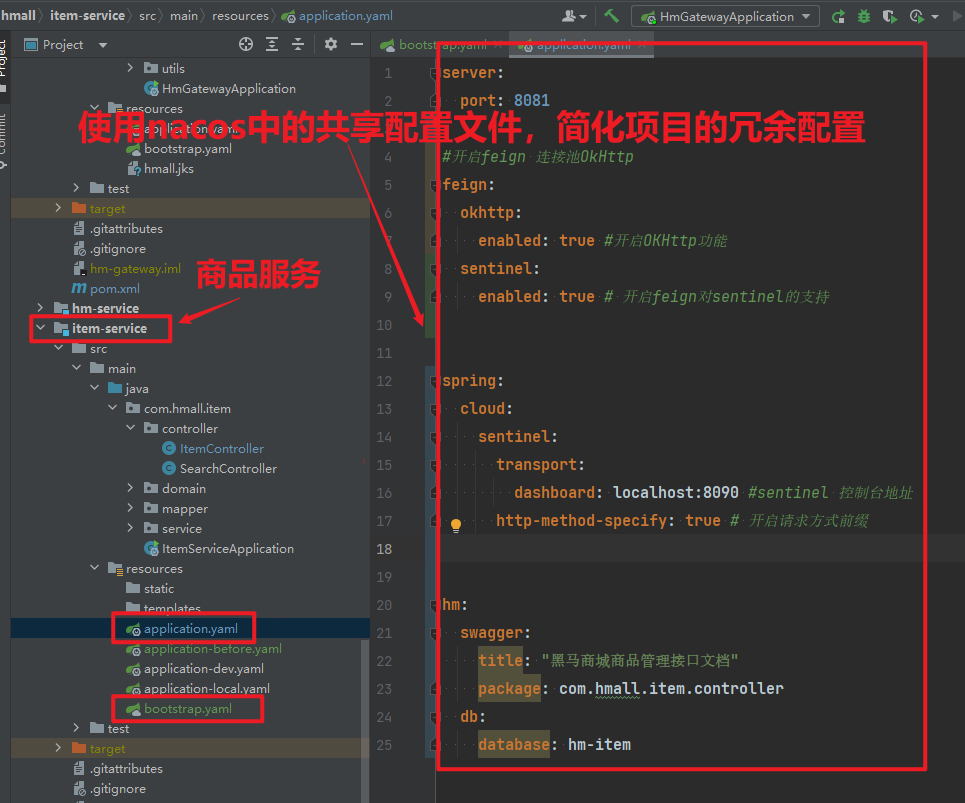 hmall 〉 item-service 〉 src 〉 main 〉 resources 〉 application.yaml
HmGatewayApplication
Project
Project
Commit
utils
HmGatewayApplication
resources
application.yaml
bootstrap.yaml
hmall.jks
test
target
.gitattributes
.gitignore
hm-gateway.iml
pom.xml
hm-service
item-service
src
main
java
com.hmall.item
controller
ItemController
SearchController
domain
mapper
service
ItemServiceApplication
resources
static
templates
application.yaml
application-before.yaml
application-dev.yaml
application-local.yaml
bootstrap.yaml
test
target
.gitattributes
.gitignore
使用nacos中的共享配置文件，简化项目的冗余配置
商品服务
bootstrap.yaml
application.yaml
1 server:
2 port: 8081
4 #开启feign 连接池OkHttp
5 feign:
6 okhttp:
7 enabled: true #开启OKHttp功能
8 sentinel:
9 enabled: true # 开启feign对sentinel的支持
10
11
12 spring:
13 cloud:
14 sentinel:
15 transport:
16 dashboard: localhost:8090 #sentinel 控制台地址
17 http-method-specify: true # 开启请求方式前缀
18
19
20 hm:
21 swagger:
22 title: "黑马商城商品管理接口文档"
23 package: com.hmall.item.controller
24 db:
25 database: hm-item